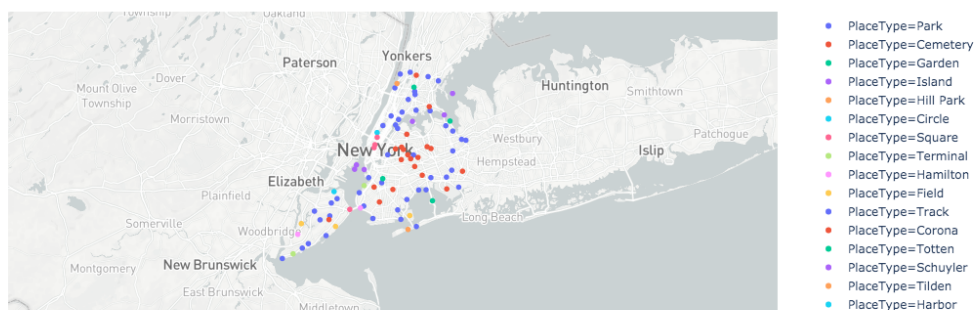 Township
Oakland
Yonkers
Paterson
Dover
Mount Olive
Township
Huntington
Smithtown
Morristown
Patchogue
Westbury
New York
Islip
Hempstead
Elizabeth
Plainfield
Long Beach
Somerville
Woodbridge
New Brunswick
Montgomery
East Brunswick
Middletown
PlaceType=Park
PlaceType=Cemetery
PlaceType=Garden
PlaceType=Island
PlaceType=Hill Park
PlaceType=Circle
PlaceType=Square
PlaceType=Terminal
PlaceType=Hamilton
PlaceType=Field
PlaceType=Track
PlaceType=Corona
PlaceType=Totten
PlaceType=Schuyler
PlaceType=Tilden
PlaceType=Harbor